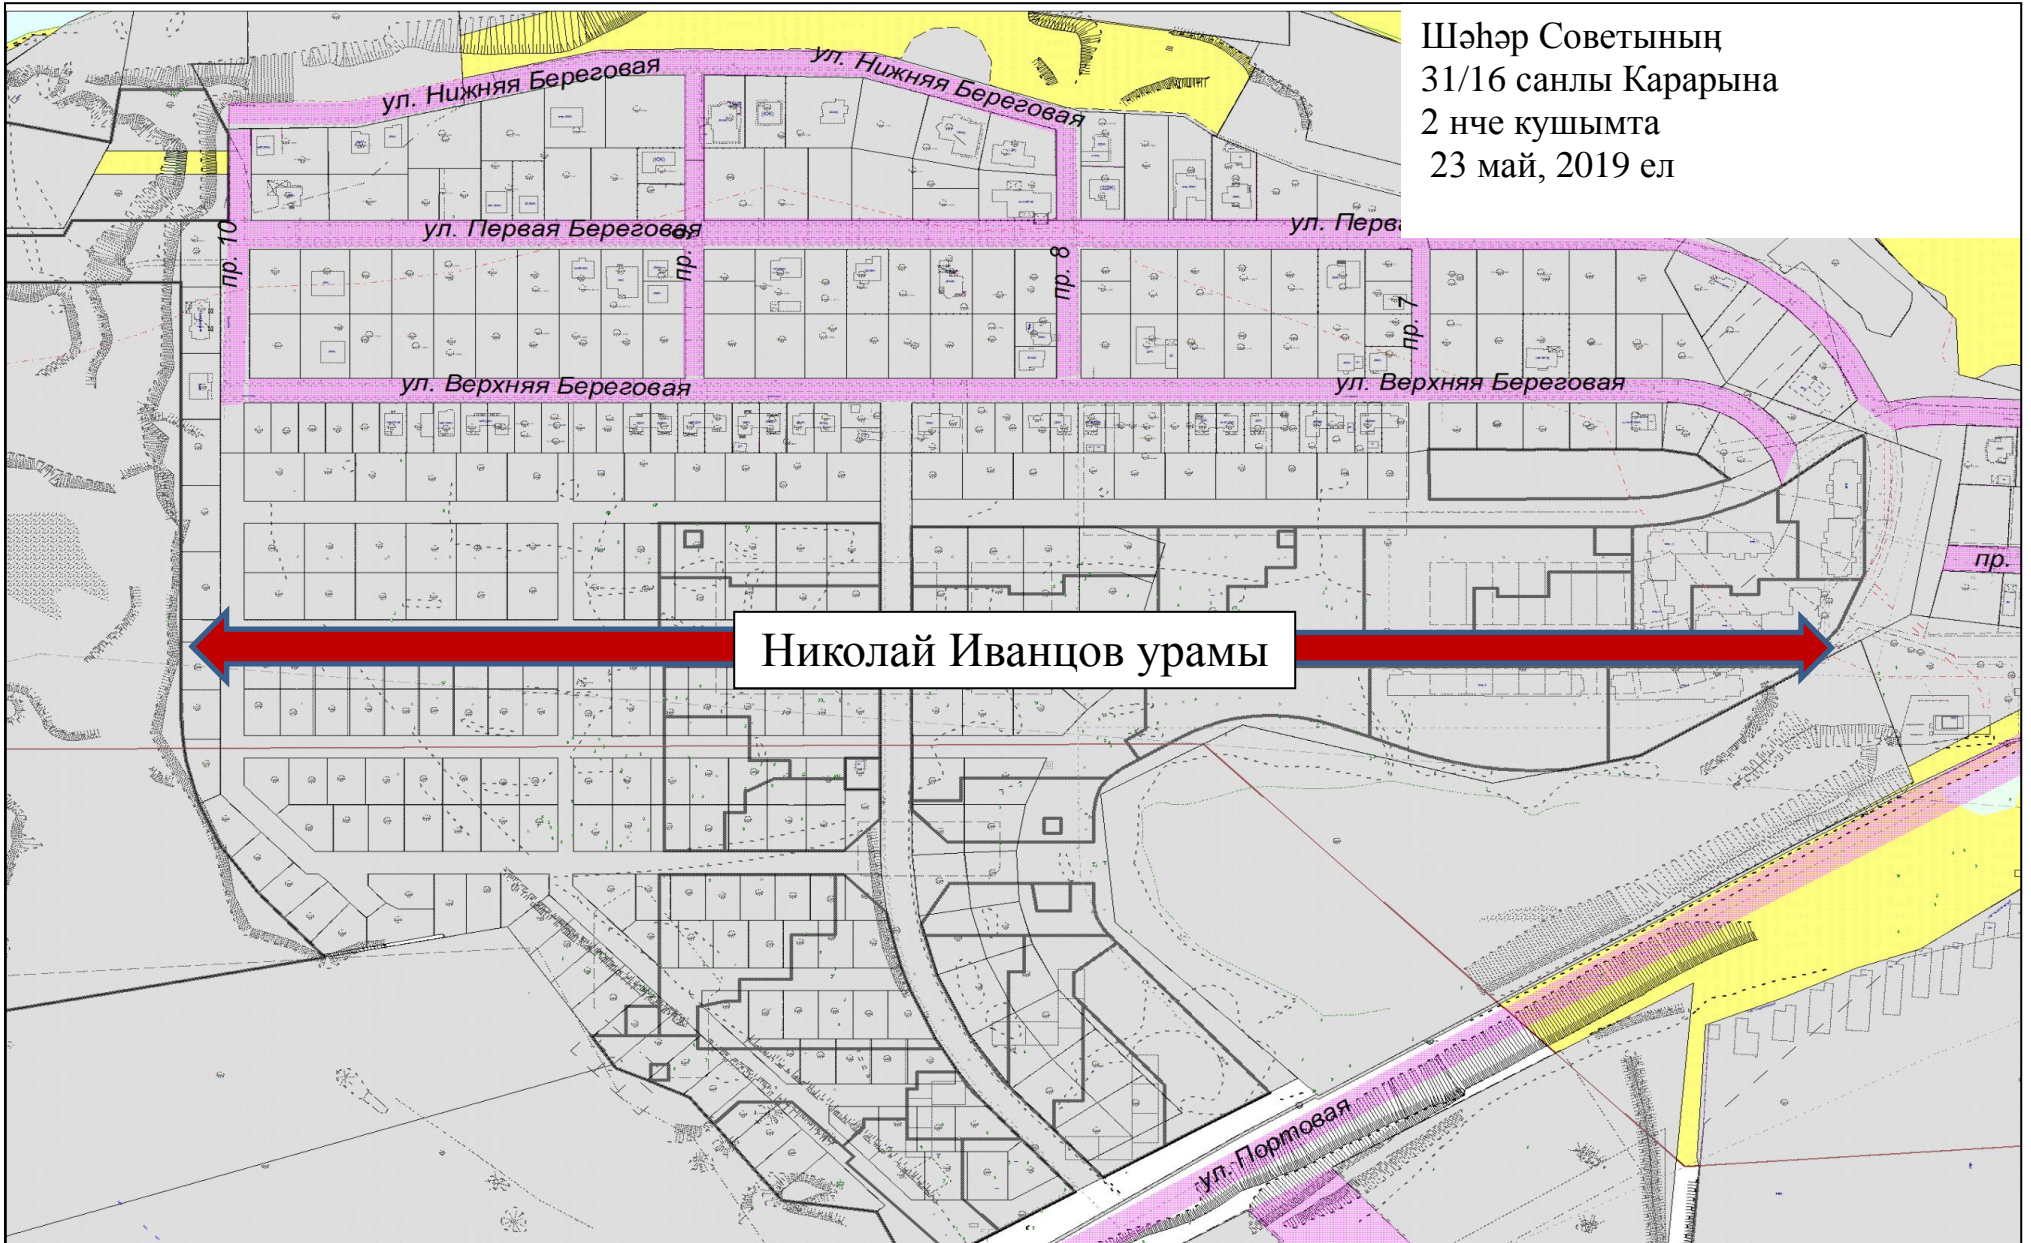 Шәһәр Советының
31/16 санлы Карарына
2 нче кушымта
23 май, 2019 ел
ул. Нижняя Береговая
ул. Нижняя Береговая
ул. Первая Береговая
ул. Перва
пр. 10
пр. 9
пр. 8
пр. 7
ул. Верхняя Береговая
ул. Верхняя Береговая
пр.
Николай Иванцов урамы
ул. Портовая